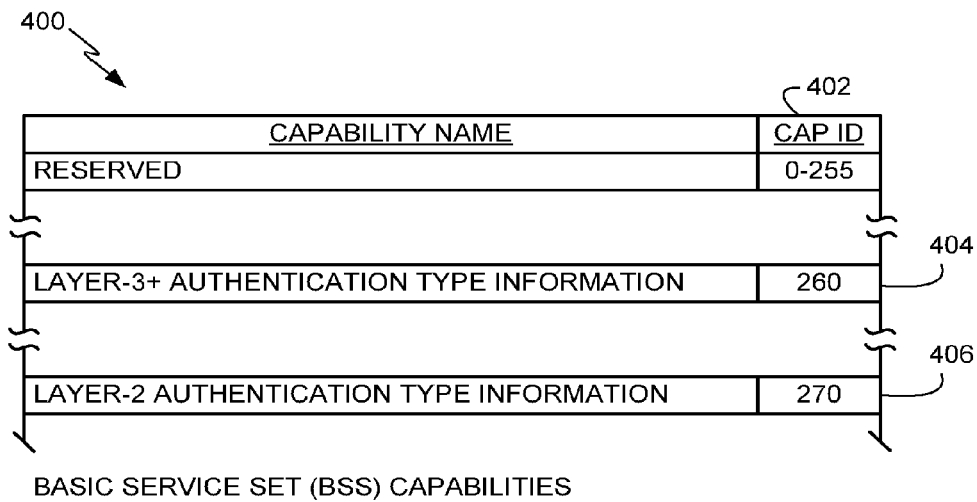 400
402
CAPABILITY NAME CAP ID
RESERVED 0-255
404
LAYER-3+ AUTHENTICATION TYPE INFORMATION 260
406
LAYER-2 AUTHENTICATION TYPE INFORMATION 270
BASIC SERVICE SET (BSS) CAPABILITIES